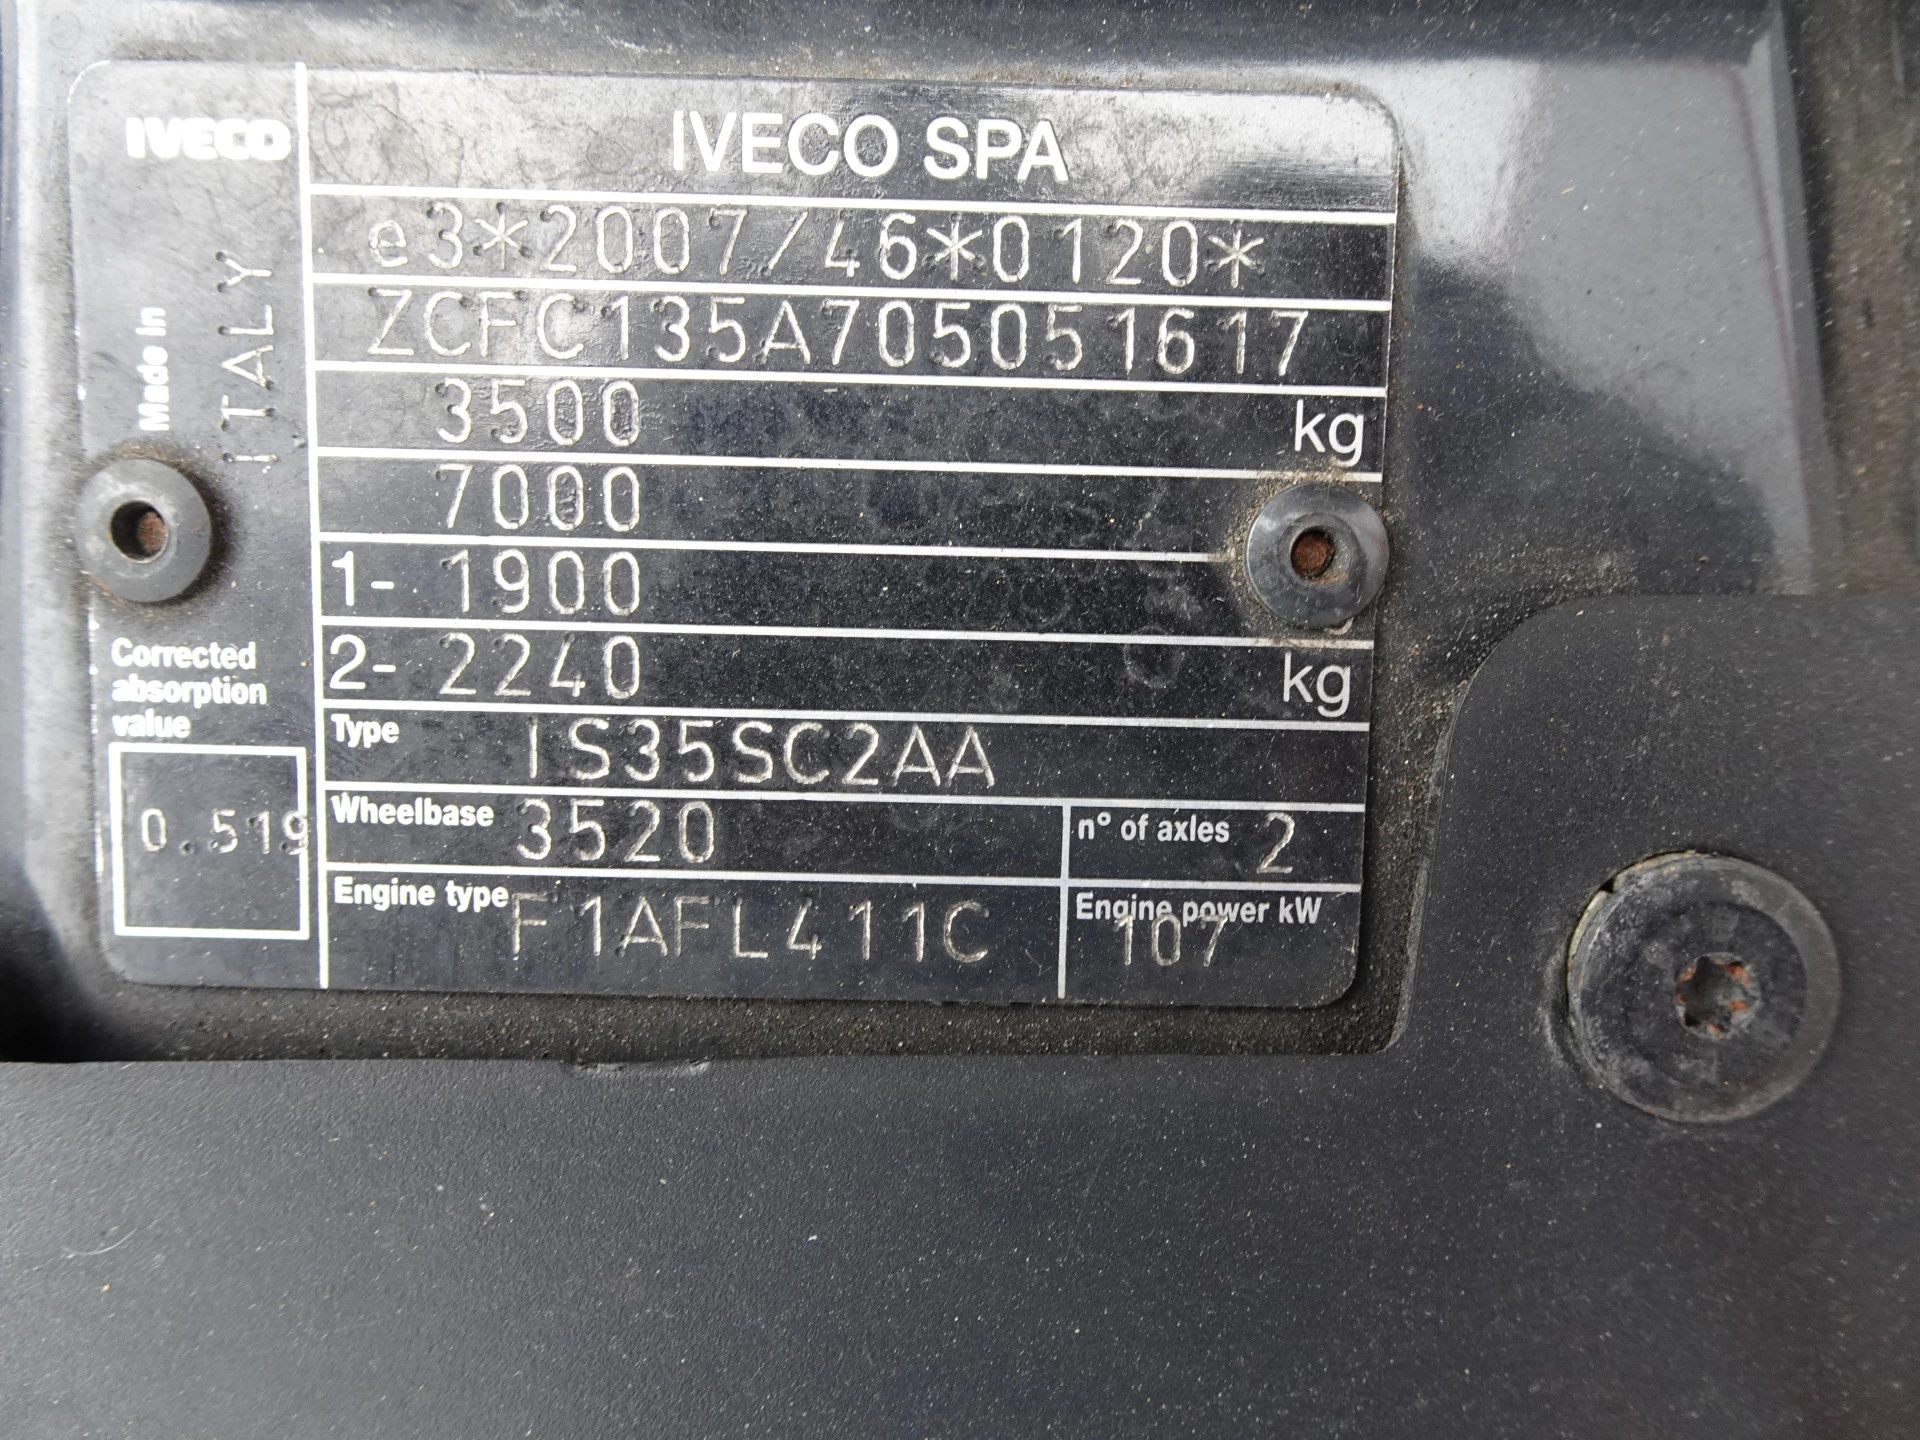 IVECO
IVECO SPA
e3*2007/46*0120*
ZCFC135A705051617
3500 kg
7000
1- 1900
2- 2240 kg
Type IS35SC2AA
Wheelbase 3520 n° of axles 2
Engine type F1AFL411C Engine power kW 107
Made in ITALY
Corrected
absorption
value
0.519